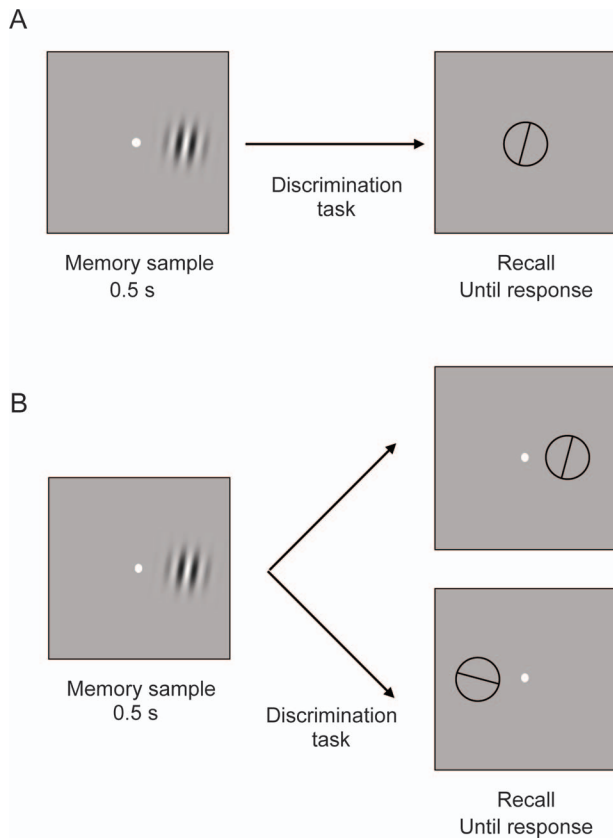 A
Discrimination
task
Memory sample
0.5 s
Recall
Until response
B
Memory sample
0.5 s
Discrimination
task
Recall
Until response